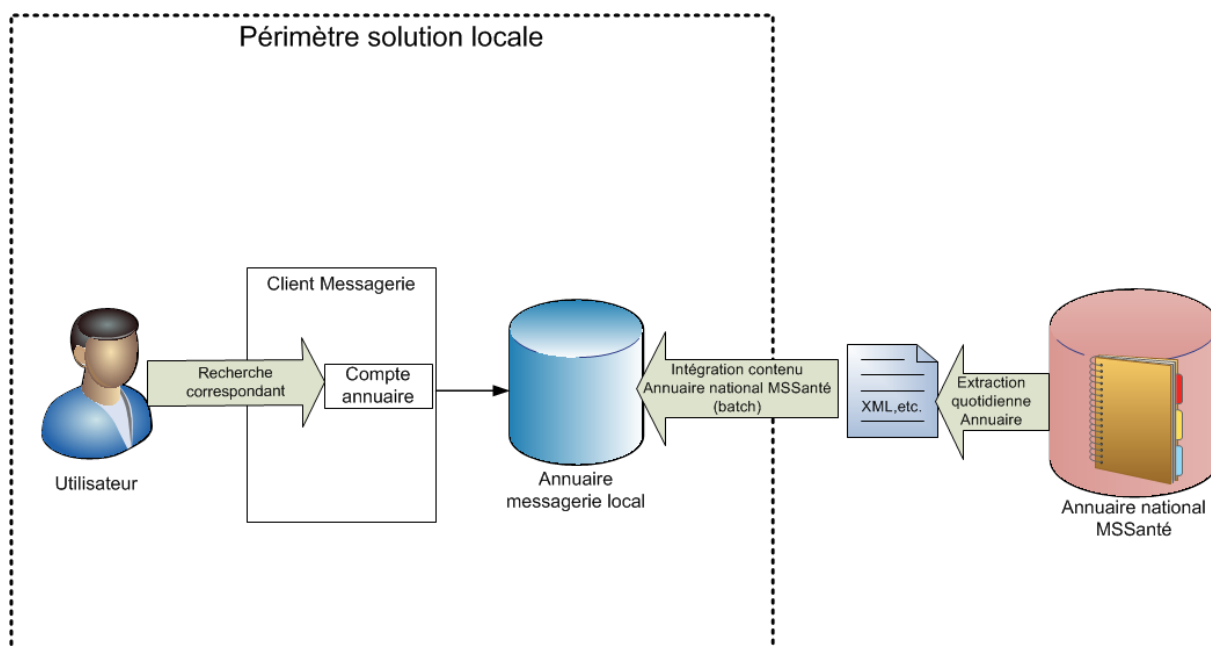 Périmètre solution locale
Client Messagerie
Recherche
correspondant
Compte
annuaire
Utilisateur
Annuaire
messagerie local
Intégration contenu
Annuaire national MSSanté
(batch)
XML,etc.
Extraction
quotidienne
Annuaire
Annuaire national
MSSanté